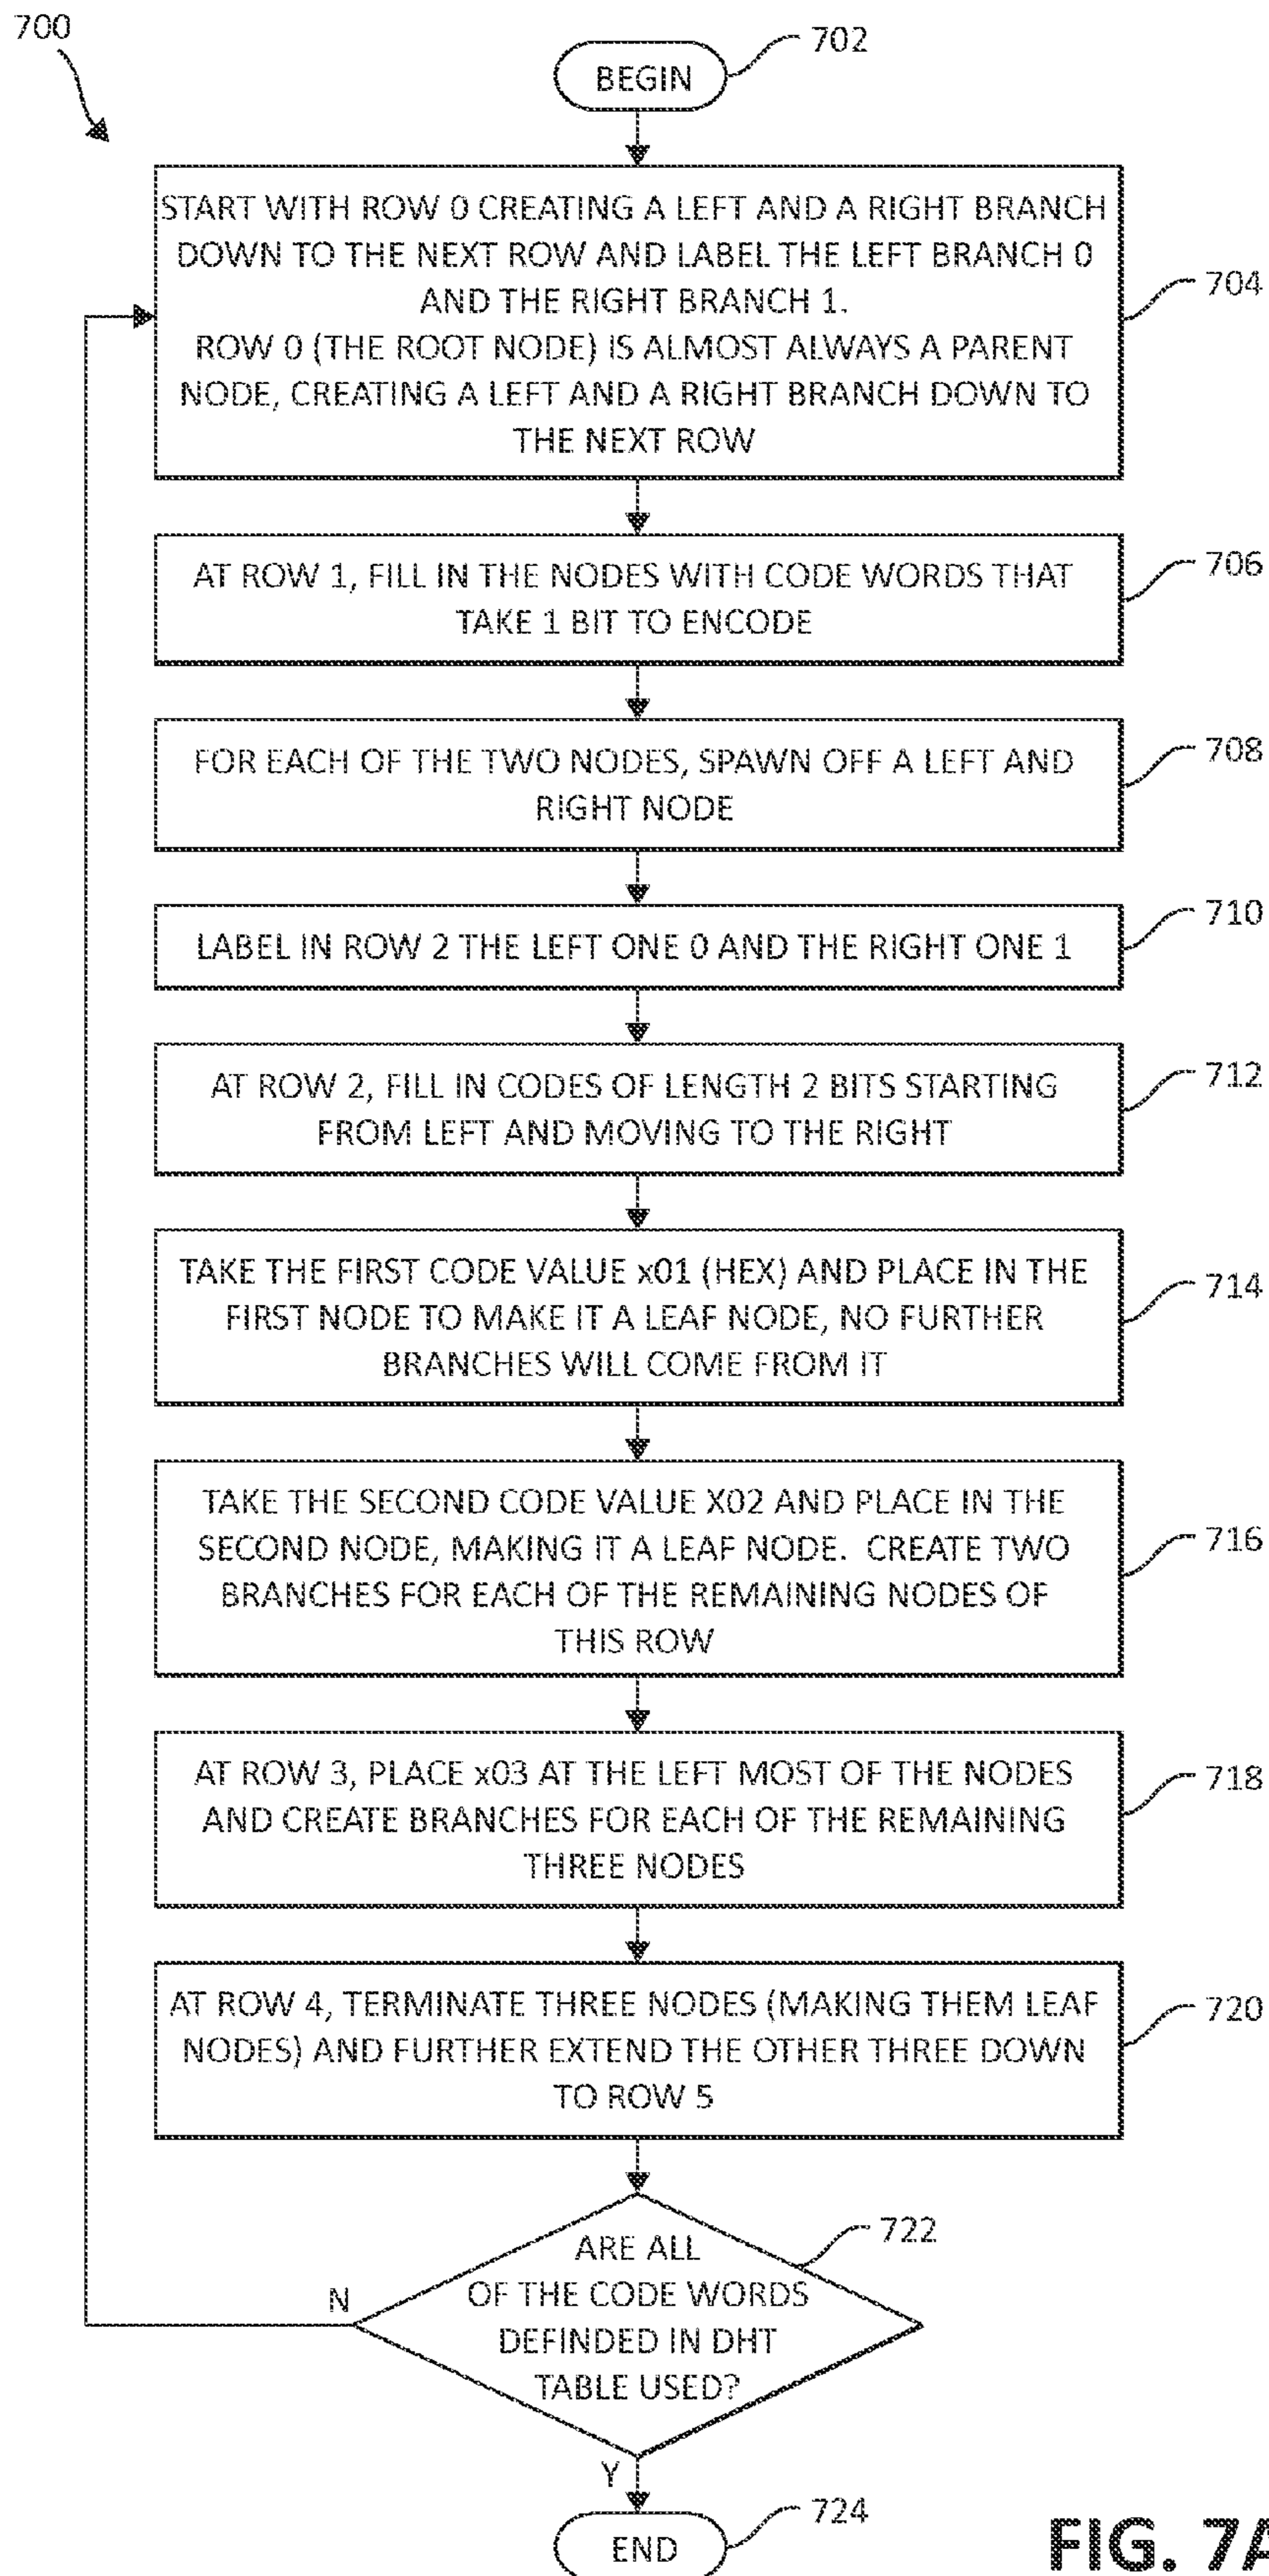 700
BEGIN
702
START WITH ROW 0 CREATING A LEFT AND A RIGHT BRANCH
DOWN TO THE NEXT ROW AND LABEL THE LEFT BRANCH 0
AND THE RIGHT BRANCH 1.
ROW 0 (THE ROOT NODE) IS ALMOST ALWAYS A PARENT
NODE, CREATING A LEFT AND A RIGHT BRANCH DOWN TO
THE NEXT ROW
704
AT ROW 1, FILL IN THE NODES WITH CODE WORDS THAT
TAKE 1 BIT TO ENCODE
706
FOR EACH OF THE TWO NODES, SPAWN OFF A LEFT AND
RIGHT NODE
708
LABEL IN ROW 2 THE LEFT ONE 0 AND THE RIGHT ONE 1
710
AT ROW 2, FILL IN CODES OF LENGTH 2 BITS STARTING
FROM LEFT AND MOVING TO THE RIGHT
712
TAKE THE FIRST CODE VALUE x01 (HEX) AND PLACE IN THE
FIRST NODE TO MAKE IT A LEAF NODE, NO FURTHER
BRANCHES WILL COME FROM IT
714
TAKE THE SECOND CODE VALUE X02 AND PLACE IN THE
SECOND NODE, MAKING IT A LEAF NODE. CREATE TWO
BRANCHES FOR EACH OF THE REMAINING NODES OF
THIS ROW
716
AT ROW 3, PLACE x03 AT THE LEFT MOST OF THE NODES
AND CREATE BRANCHES FOR EACH OF THE REMAINING
THREE NODES
718
AT ROW 4, TERMINATE THREE NODES (MAKING THEM LEAF
NODES) AND FURTHER EXTEND THE OTHER THREE DOWN
TO ROW 5
720
ARE ALL
OF THE CODE WORDS
DEFINDED IN DHT
TABLE USED?
722
N
Y
END
724
FIG. 7A